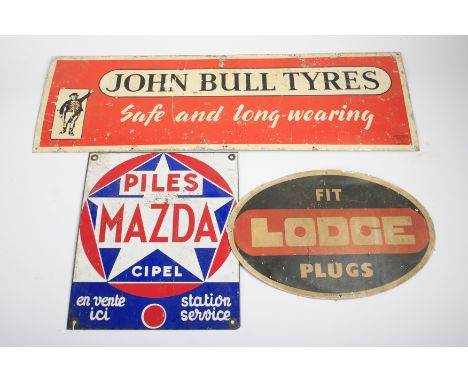 JOHN BULL TYRES
Safe and long-wearing
PILES
MAZDA
CIPEL
en vente
ici
station
service
FIT
LODGE
PLUGS